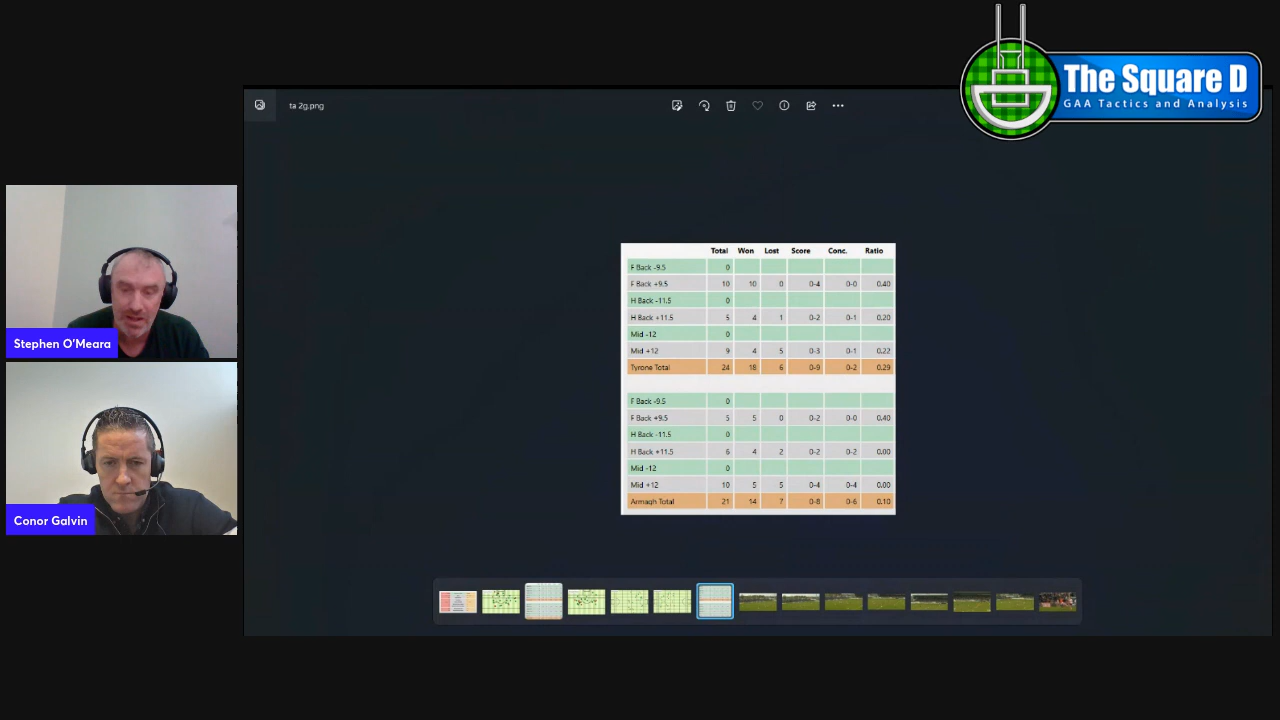 The Square D
GAA Tactics and Analysis
ta 2g.png
Total Won Lost Score Conc. Ratio
F Back -9.5 0
F Back +9.5 10 10 0 0-4 0-0 0.40
H Back -11.5 0
H Back +11.5 5 4 1 0-2 0-1 0.20
Mid -12 0
Mid +12 9 4 5 0-3 0-1 0.22
Tyrone Total 24 18 6 0-9 0-2 0.29
F Back -9.5 0
F Back +9.5 5 5 0 0-2 0-0 0.40
H Back -11.5 0
H Back +11.5 6 4 2 0-2 0-2 0.00
Mid -12 0
Mid +12 10 5 5 0-4 0-4 0.00
Armagh Total 21 14 7 0-8 0-6 0.10
Stephen O'Meara
Conor Galvin